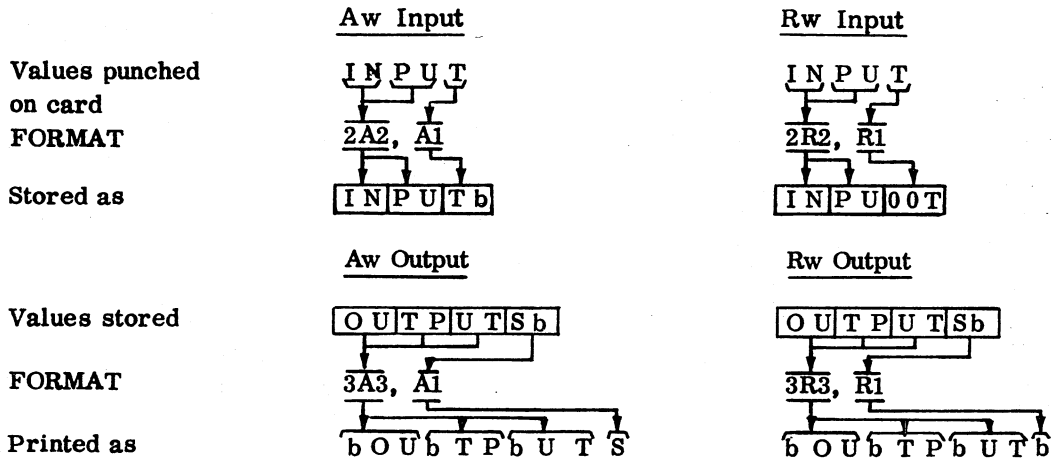 Aw Input Rw Input
Values punched I N P U T I N P U T
on card
FORMAT 2A2, A1 2R2, R1
Stored as I N P U T b I N P U 0 0 T
Aw Output Rw Output
Values stored O U T P U T S b O U T P U T S b
FORMAT 3A3, A1 3R3, R1
Printed as b O U b T P b U T S b O U b T P b U T b